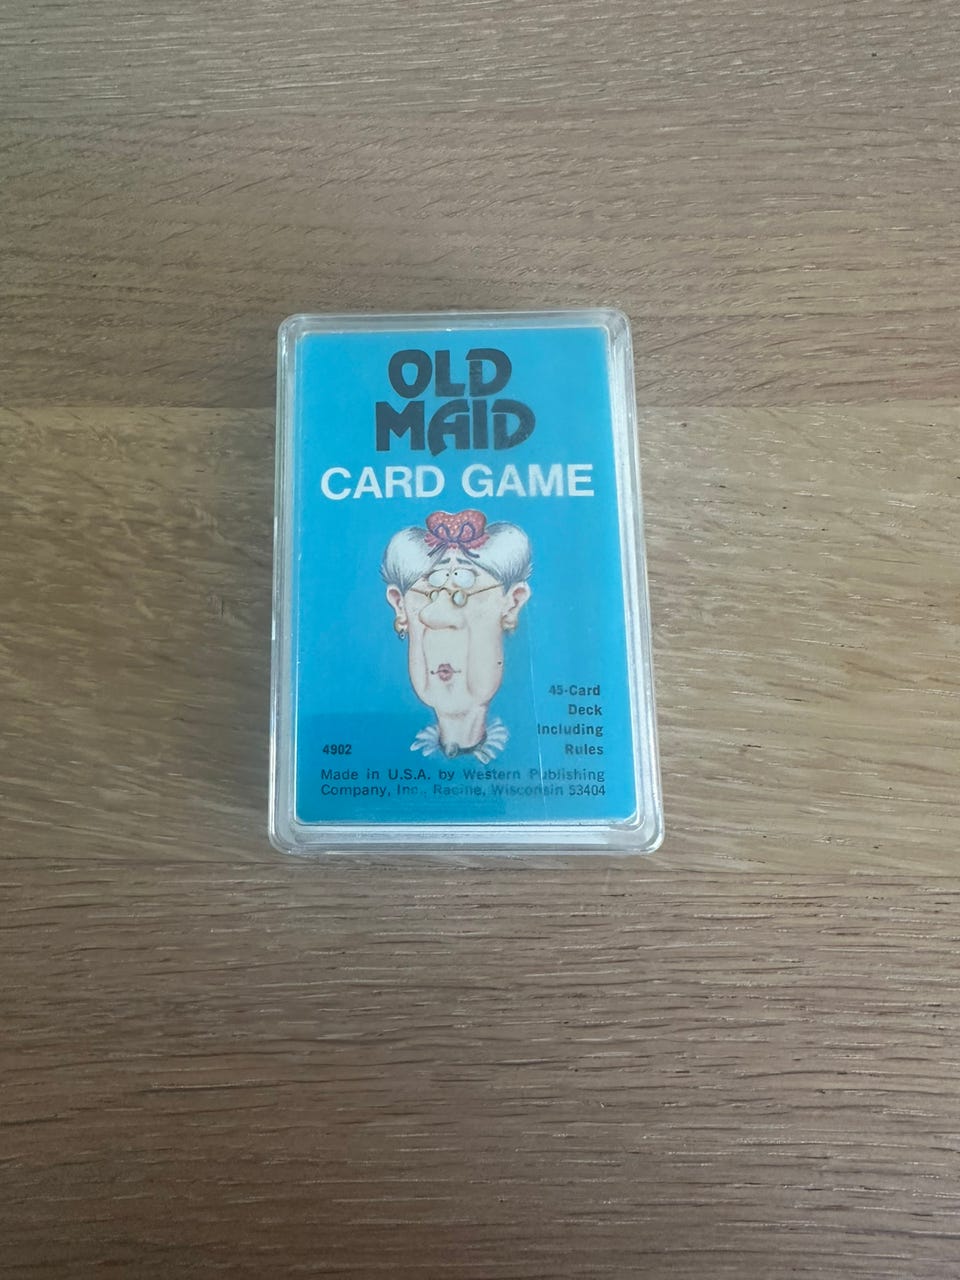 OLD
MAID
CARD GAME
45-Card
Deck
Including
Rules
4902
Made in U.S.A. by Western Publishing
Company, Inc., Racine, Wisconsin 53404